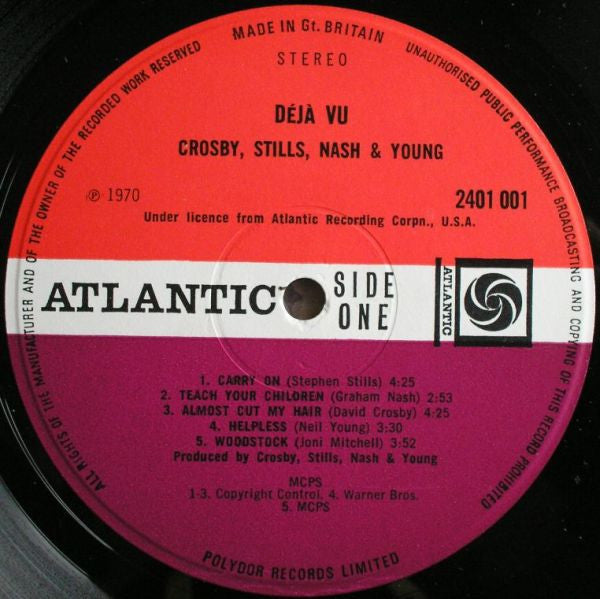 MADE IN Gt. BRITAIN
ALL RIGHTS OF THE MANUFACTURER AND OF THE OWNER OF THE RECORDED WORK RESERVED
UNAUTHORISED PUBLIC PERFORMANCE BROADCASTING AND COPYING OF THIS RECORD PROHIBITED
STEREO
DÉJÀ VU
CROSBY, STILLS, NASH & YOUNG
℗ 1970
2401 001
Under licence from Atlantic Recording Corpn., U.S.A.
ATLANTIC
SIDE
ONE
ATLANTIC
1. CARRY ON (Stephen Stills) 4:25
2. TEACH YOUR CHILDREN (Graham Nash) 2:53
3. ALMOST CUT MY HAIR (David Crosby) 4:25
4. HELPLESS (Neil Young) 3:30
5. WOODSTOCK (Joni Mitchell) 3:52
Produced by Crosby, Stills, Nash & Young
MCPS
1-3. Copyright Control. 4. Warner Bros.
5. MCPS
POLYDOR RECORDS LIMITED